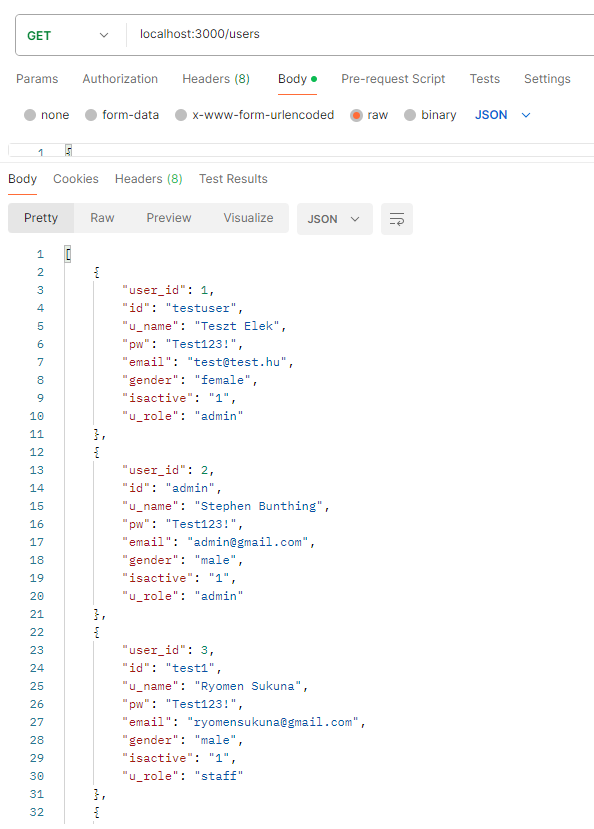 GET localhost:3000/users
Params Authorization Headers (8) Body Pre-request Script Tests Settings
none form-data x-www-form-urlencoded raw binary JSON
1 {
Body Cookies Headers (8) Test Results
Pretty Raw Preview Visualize JSON
1 [
2 {
3 "user_id": 1,
4 "id": "testuser",
5 "u_name": "Teszt Elek",
6 "pw": "Test123!",
7 "email": "test@test.hu",
8 "gender": "female",
9 "isactive": "1",
10 "u_role": "admin"
11 },
12 {
13 "user_id": 2,
14 "id": "admin",
15 "u_name": "Stephen Bunthing",
16 "pw": "Test123!",
17 "email": "admin@gmail.com",
18 "gender": "male",
19 "isactive": "1",
20 "u_role": "admin"
21 },
22 {
23 "user_id": 3,
24 "id": "test1",
25 "u_name": "Ryomen Sukuna",
26 "pw": "Test123!",
27 "email": "ryomensukuna@gmail.com",
28 "gender": "male",
29 "isactive": "1",
30 "u_role": "staff"
31 },
32 {